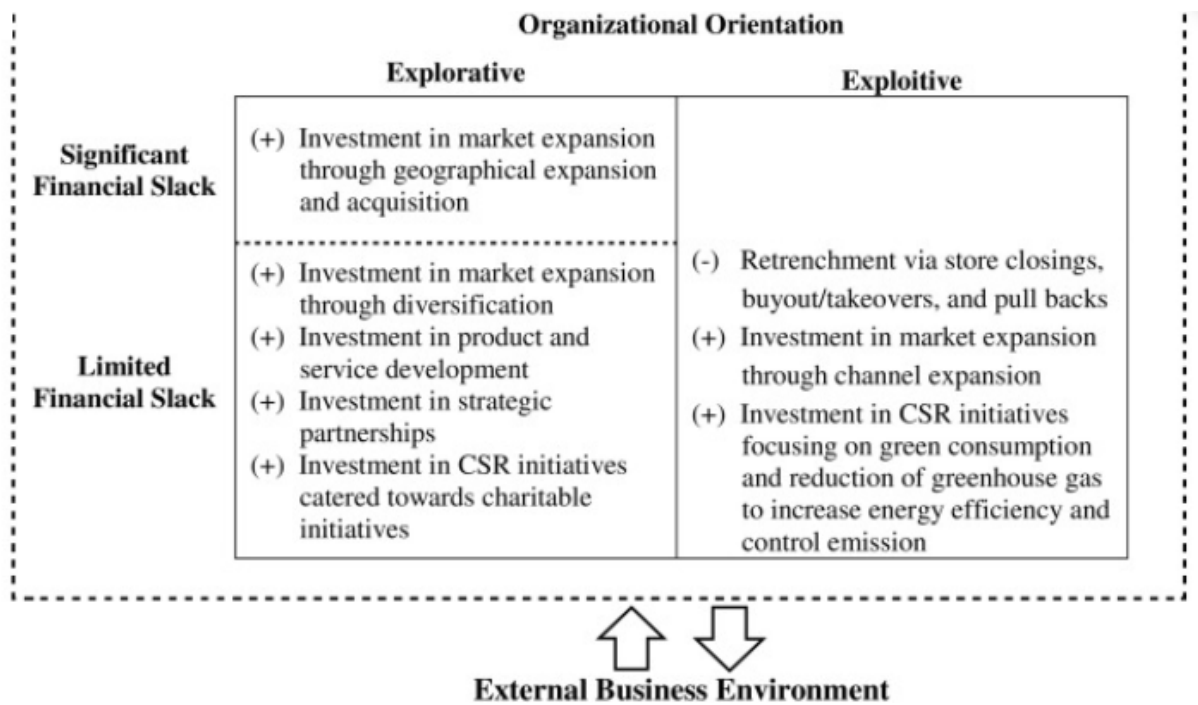 Organizational Orientation
Explorative
Exploitive
Significant
Financial Slack
(+) Investment in market expansion
through geographical expansion
and acquisition
Limited
Financial Slack
(+) Investment in market expansion
through diversification
(+) Investment in product and
service development
(+) Investment in strategic
partnerships
(+) Investment in CSR initiatives
catered towards charitable
initiatives
(-) Retrenchment via store closings,
buyout/takeovers, and pull backs
(+) Investment in market expansion
through channel expansion
(+) Investment in CSR initiatives
focusing on green consumption
and reduction of greenhouse gas
to increase energy efficiency and
control emission
External Business Environment